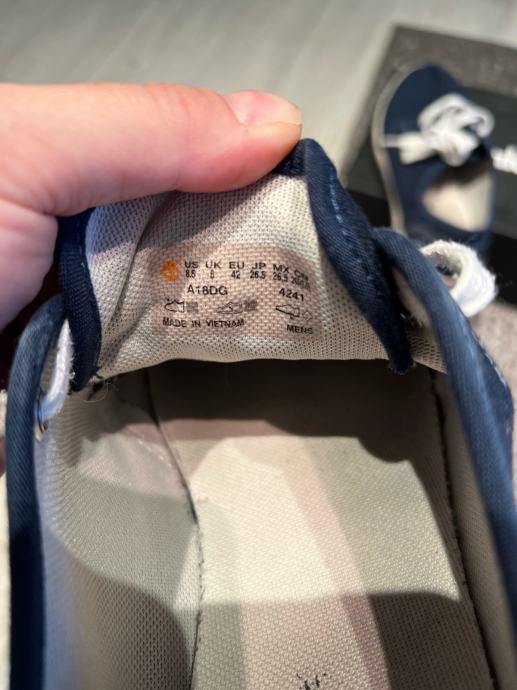 US UK EU JP MX CN
8.5 8 42 26.5 26.5
A18DG 4241
MADE IN VIETNAM MENS